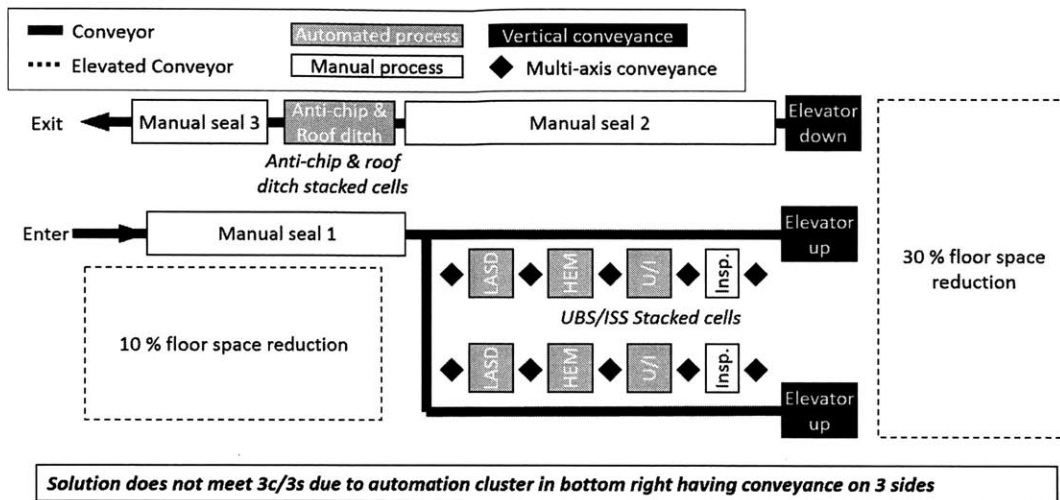 Conveyor
Automated process
Vertical conveyance
Elevated Conveyor
Manual process
Multi-axis conveyance
Exit
Manual seal 3
Anti-chip &
Roof ditch
Manual seal 2
Elevator
down
Anti-chip & roof
ditch stacked cells
Enter
Manual seal 1
Elevator
up
LASD
HEM
U/I
Insp.
UBS/ISS Stacked cells
30 % floor space
reduction
10 % floor space reduction
LASD
HEM
U/I
Insp.
Elevator
up
Solution does not meet 3c/3s due to automation cluster in bottom right having conveyance on 3 sides